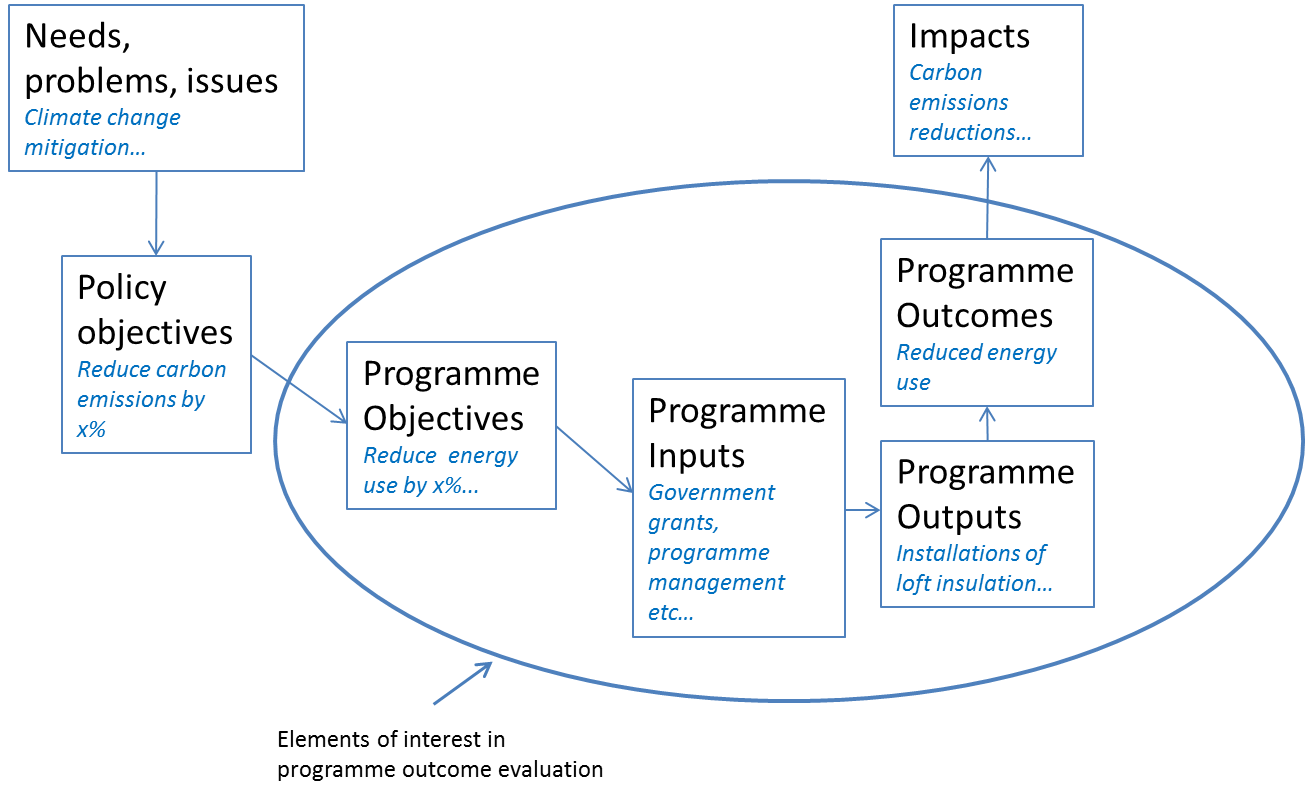 Needs,
problems, issues
Climate change
mitigation...
Policy
objectives
Reduce carbon
emissions by
x%
Programme
Objectives
Reduce  energy
use by x%...
Programme
Inputs
Government
grants,
programme
management
etc...
Programme
Outputs
Installations of
loft insulation...
Programme
Outcomes
Reduced energy
use
Impacts
Carbon
emissions
reductions...
Elements of interest in
programme outcome evaluation